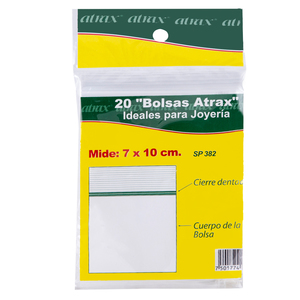 atrax® atrax® atrax®
20 "Bolsas Atrax"
Ideales para Joyería
Mide: 7 x 10 cm.
SP 382
Cierre
Cuerpo de la
Bolsa